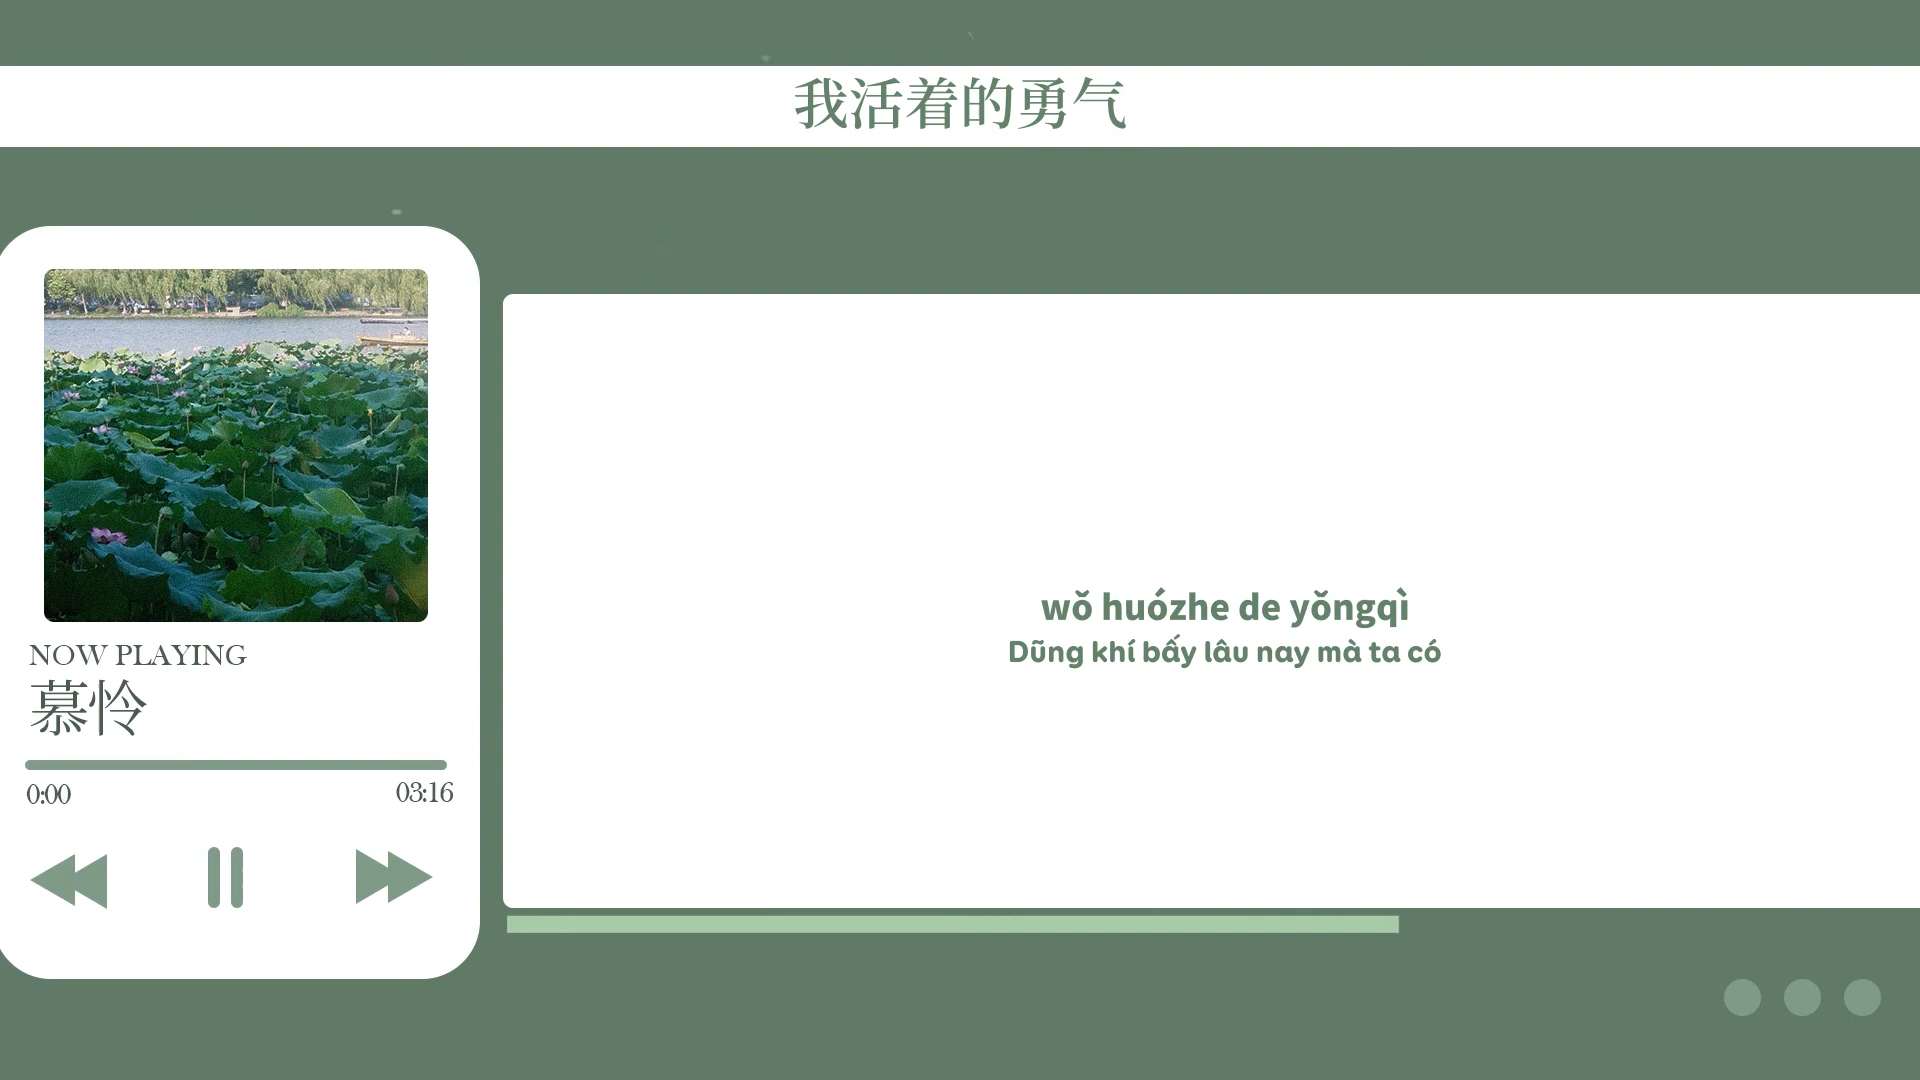 我活着的勇气
NOW PLAYING
慕怜
0:00
03:16
wǒ huózhe de yǒngqì
Dũng khí bấy lâu nay mà ta có